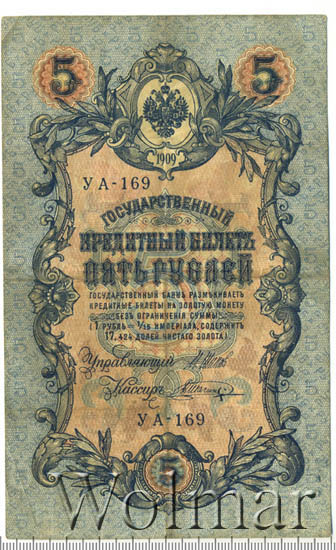 5 5
1909
УА-169
ГОСУДАРСТВЕННЫЙ
КРЕДИТНЫЙ БИЛЕТЪ
ПЯТЬ РУБЛЕЙ
ГОСУДАРСТВЕННЫЙ БАНКЪ РАЗМѢНИВАЕТЪ
КРЕДИТНЫЕ БИЛЕТЫ НА ЗОЛОТУЮ МОНЕТУ
БЕЗЪ ОГРАНИЧЕНІЯ СУММЫ
(1 РУБЛЬ = 1/15 ИМПЕРІАЛА, СОДЕРЖИТЪ
17,424 ДОЛЕЙ ЧИСТАГО ЗОЛОТА).
Управляющій
Кассиръ
УА-169
5
Wolmar